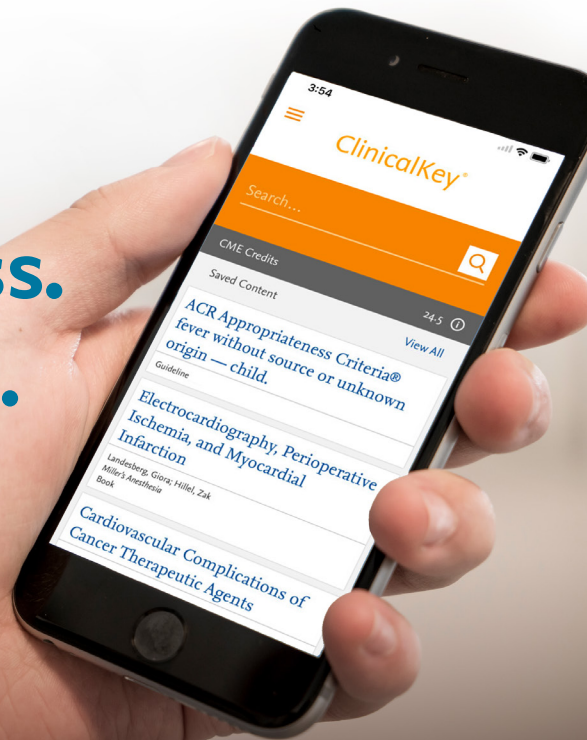 ss.
.
3:54
ClinicalKey®
Search...
CME Credits
24.5
Saved Content
View All
ACR Appropriateness Criteria®
fever without source or unknown
origin — child.
Guideline
Electrocardiography, Perioperative
Ischemia, and Myocardial
Infarction
Landesberg, Giora; Hillel, Zak
Miller's Anesthesia
Book
Cardiovascular Complications of
Cancer Therapeutic Agents